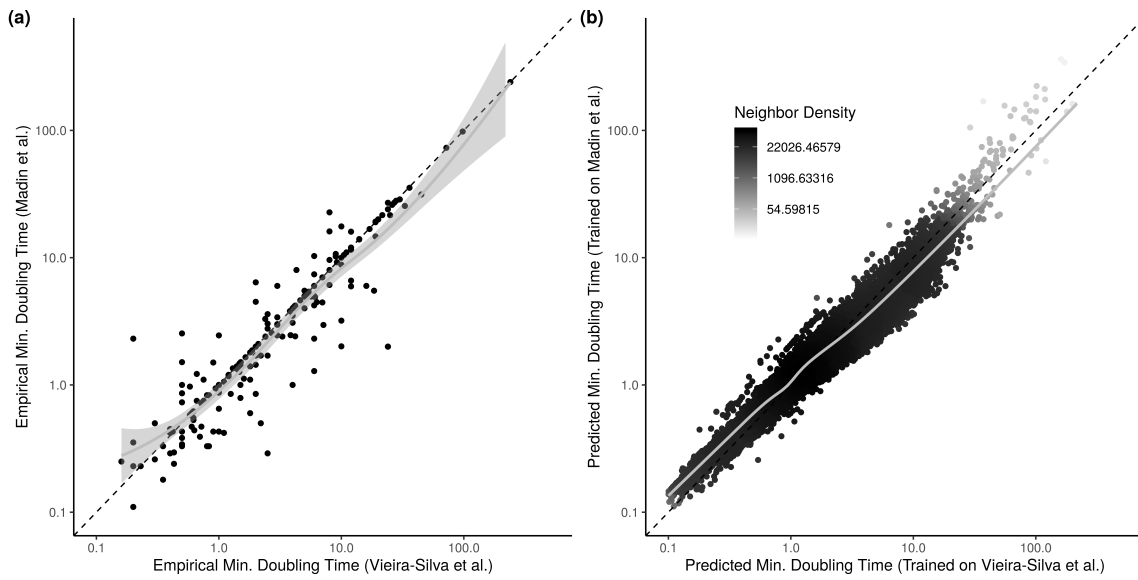 (a)
Empirical Min. Doubling Time (Madin et al.)
100.0
10.0
1.0
0.1
0.1
1.0
10.0
100.0
Empirical Min. Doubling Time (Vieira-Silva et al.)
(b)
Predicted Min. Doubling Time (Trained on Madin et al.)
100.0
10.0
1.0
0.1
Neighbor Density
22026.46579
1096.63316
54.59815
0.1
1.0
10.0
100.0
Predicted Min. Doubling Time (Trained on Vieira-Silva et al.)